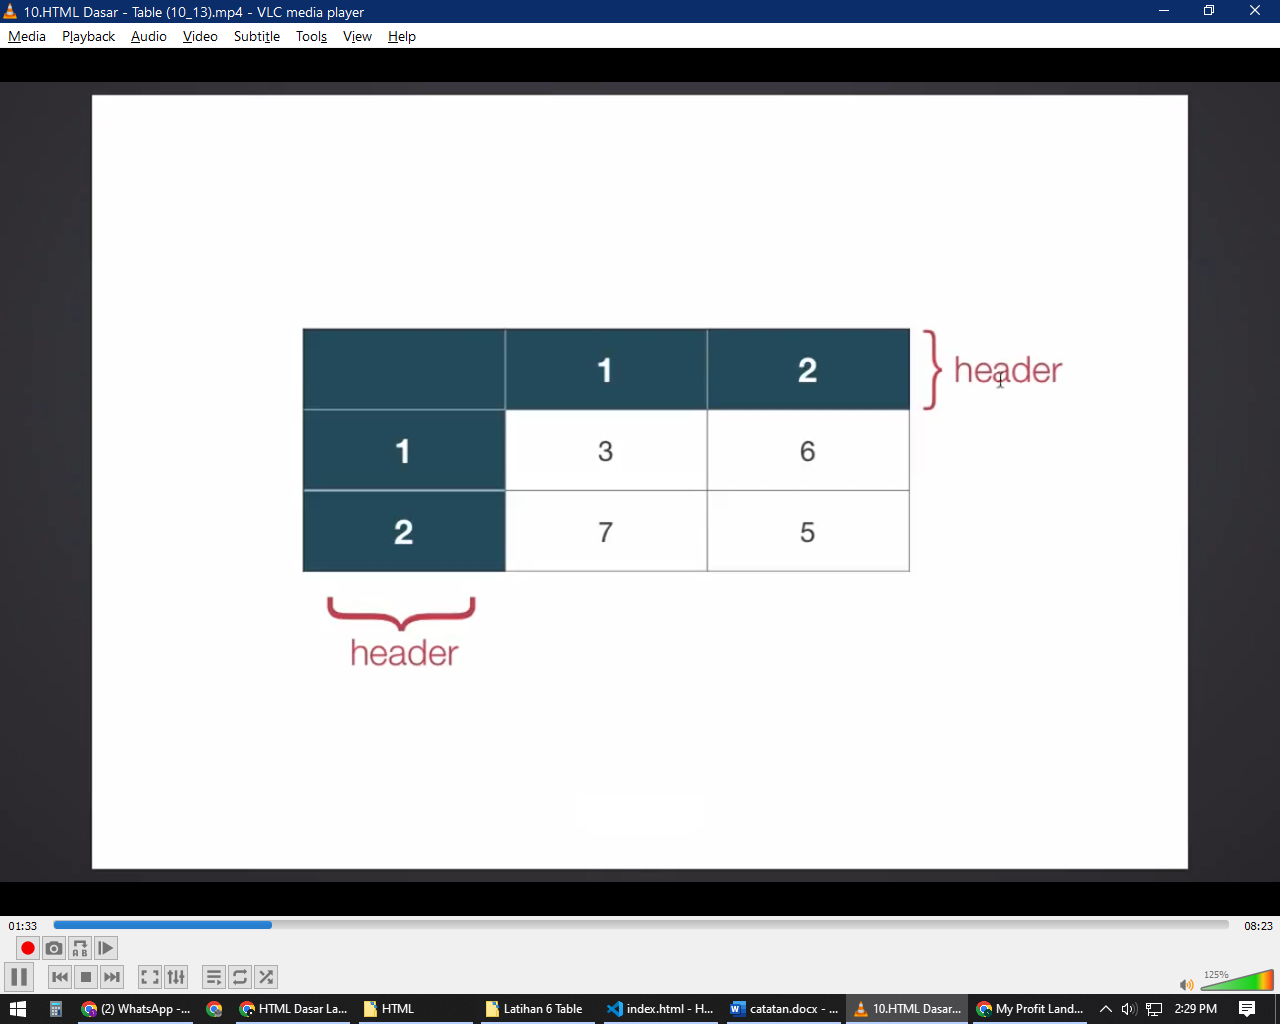 10.HTML Dasar - Table (10_13).mp4 - VLC media player
Media Playback Audio Video Subtitle Tools View Help
1 2 header
1 3 6
2 7 5
header
01:33 08:23
125%
(2) WhatsApp -... HTML Dasar La... HTML Latihan 6 Table index.html - H... catatan.docx - ... 10.HTML Dasar... My Profit Land... 2:29 PM